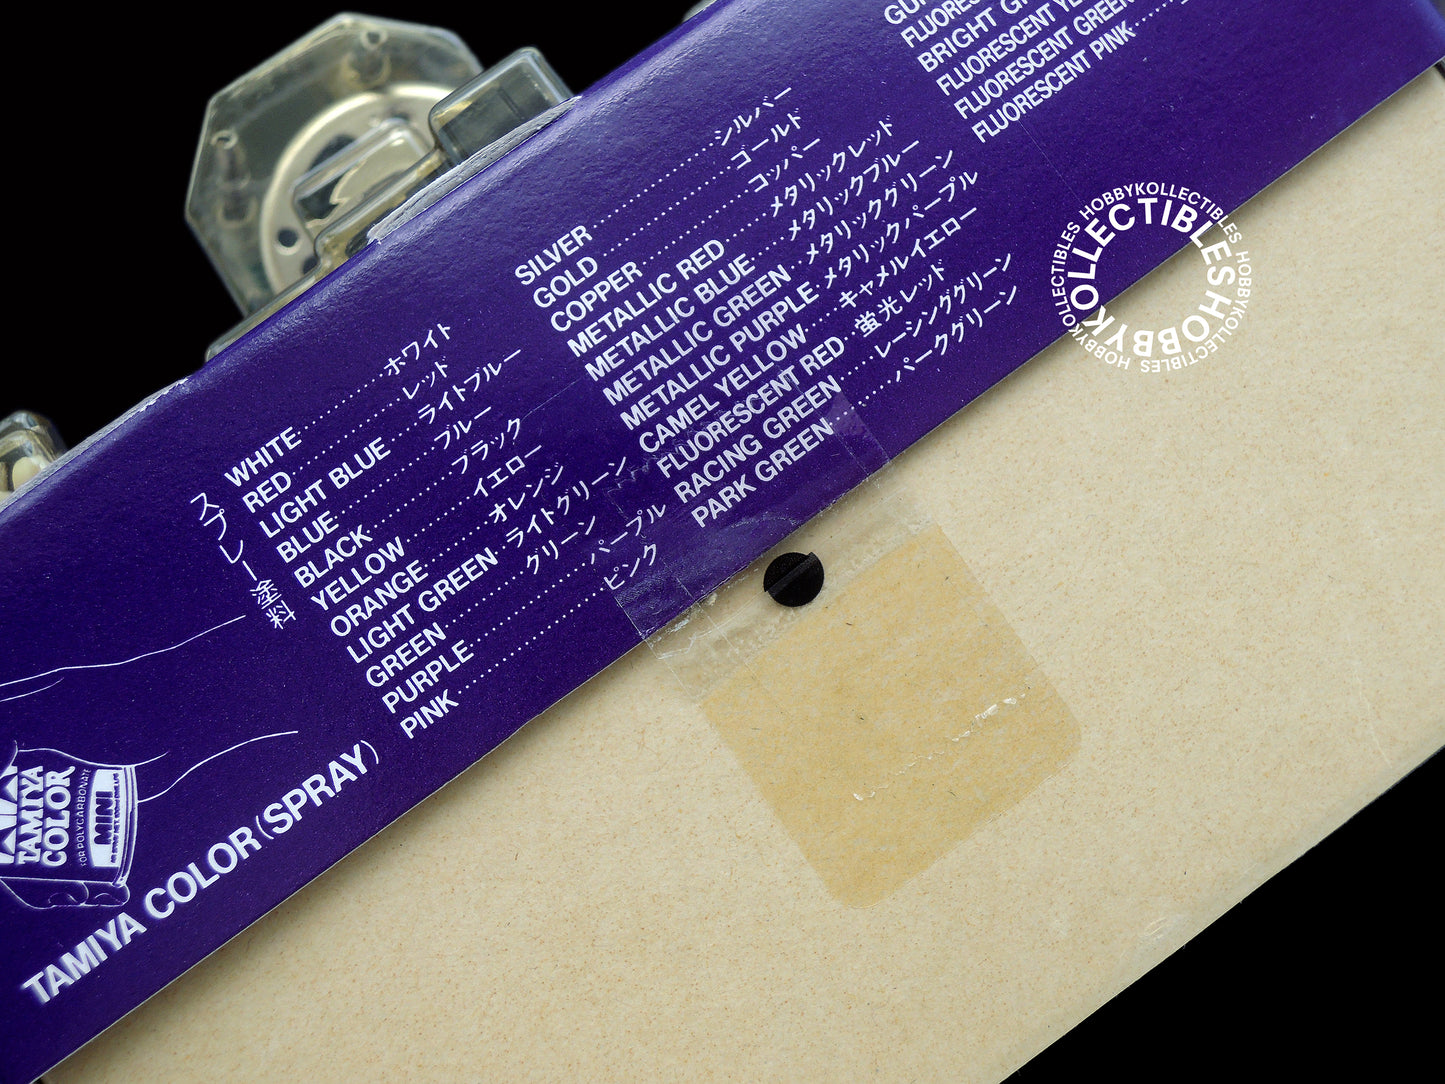 スプレー塗料
WHITE ホワイト
RED レッド
LIGHT BLUE ライトブルー
BLUE ブルー
BLACK ブラック
YELLOW イエロー
ORANGE オレンジ
LIGHT GREEN ライトグリーン
GREEN グリーン
PURPLE パープル
PINK ピンク
SILVER シルバー
GOLD ゴールド
COPPER コッパー
METALLIC RED メタリックレッド
METALLIC BLUE メタリックブルー
METALLIC GREEN メタリックグリーン
METALLIC PURPLE メタリックパープル
CAMEL YELLOW キャメルイエロー
FLUORESCENT RED 蛍光レッド
RACING GREEN レーシンググリーン
PARK GREEN パークグリーン
BRIGHT
FLUORESCENT
FLUORESCENT GREEN
FLUORESCENT PINK
TAMIYA
COLOR
FOR POLYCARBONATE
MINI
TAMIYA COLOR (SPRAY)
HOBBYKOLLECTIBLES
HOBBYKOLLECTIBLES HOBBYKOLLECTIBLES HOBBYKOLLECTIBLES